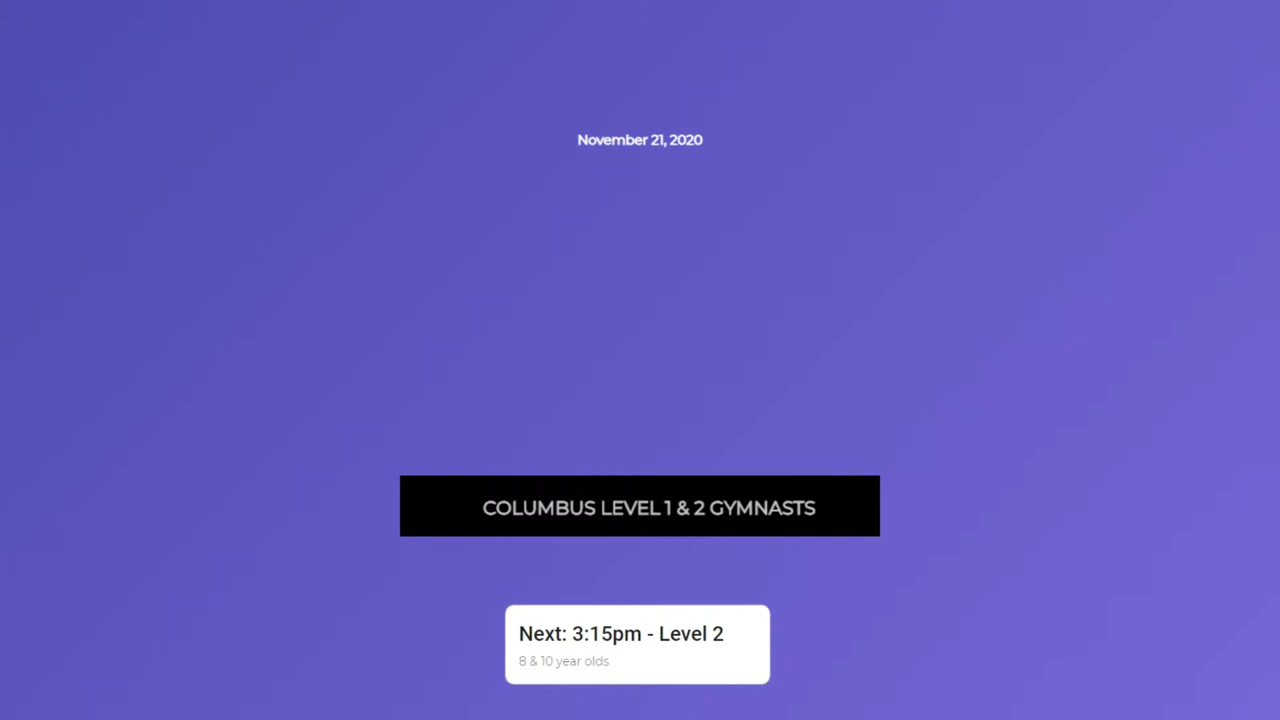 November 21, 2020
COLUMBUS LEVEL 1 & 2 GYMNASTS
Next: 3:15pm - Level 2
8 & 10 year olds